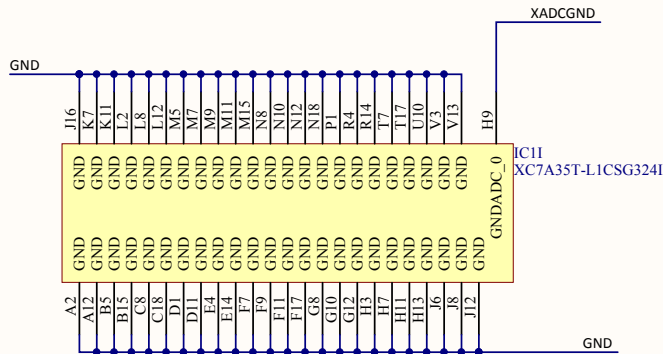 XADCGND
GND
J16 K7 K11 L2 L8 L12 M5 M7 M9 M11 M15 N8 N10 N12 N18 P1 R4 R14 T7 T17 U10 V3 V13 H9
IC1I
XC7A35T-L1CSG324I
GND GND GND GND GND GND GND GND GND GND GND GND GND GND GND GND GND GND GND GND GND GND GND GNDADC_0
GND GND GND GND GND GND GND GND GND GND GND GND GND GND GND GND GND GND GND GND GND GND GND GND
A2 A12 B5 B15 C8 C18 D1 D11 E4 E14 F7 F9 F11 F17 G8 G10 G12 H3 H7 H11 H13 J6 J8 J12
GND